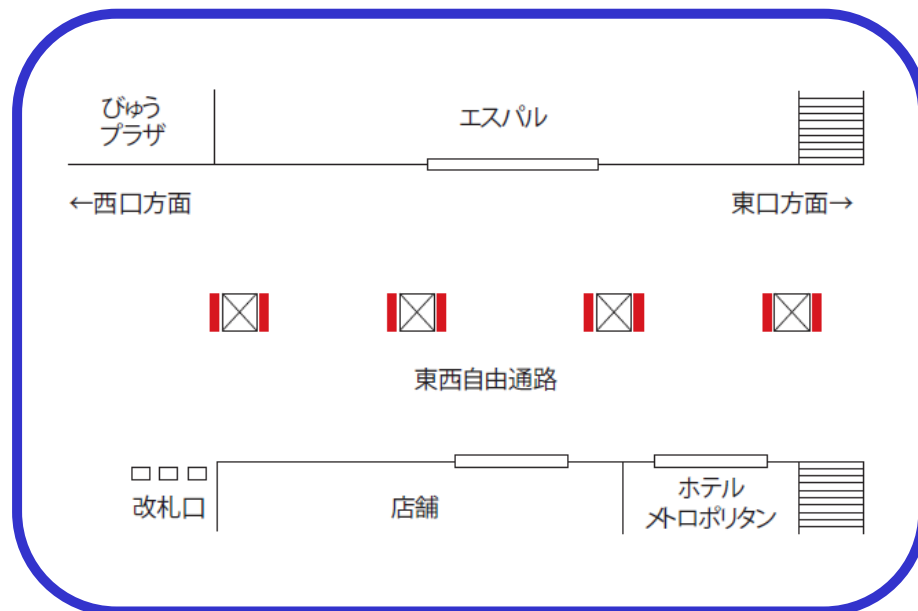 びゅう
プラザ
エスパル
←西口方面
東口方面→
東西自由通路
改札口
店舗
ホテル
メトロポリタン